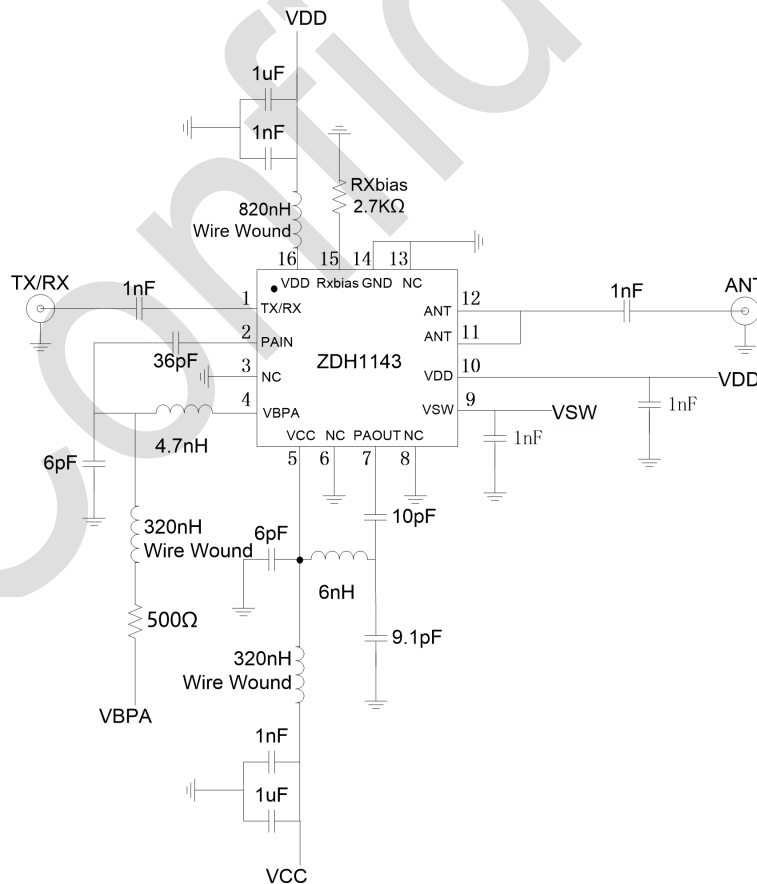 VDD
1uF
1nF
RXbias
2.7KΩ
820nH
Wire Wound
16 15 14 13
VDD Rxbias GND NC
TX/RX
1nF
1
TX/RX
2
PAIN
36pF
3
NC
4
VBPA
4.7nH
6pF
ZDH1143
ANT
12
1nF
ANT
ANT
11
VDD
10
VDD
1nF
VSW
9
VSW
1nF
VCC NC PAOUT NC
5 6 7 8
10pF
6pF
6nH
320nH
Wire Wound
500Ω
VBPA
9.1pF
320nH
Wire Wound
1nF
1uF
VCC